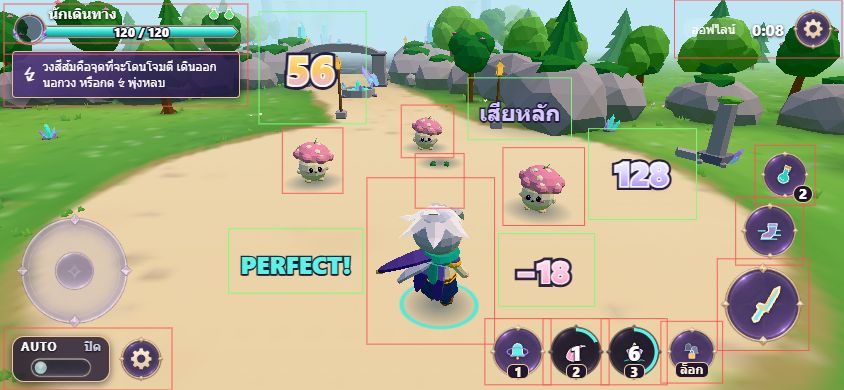 นักเดินทาง
120 / 120
วงสีส้มคือจุดที่จะโดนโจมตี เดินออก
นอกวง หรือกด ⚡ พุ่งหลบ
ออฟไลน์ 0:08
56
เสียหลัก
128
2
PERFECT!
-18
AUTO ปิด
1
1
2
6
3
ล็อก